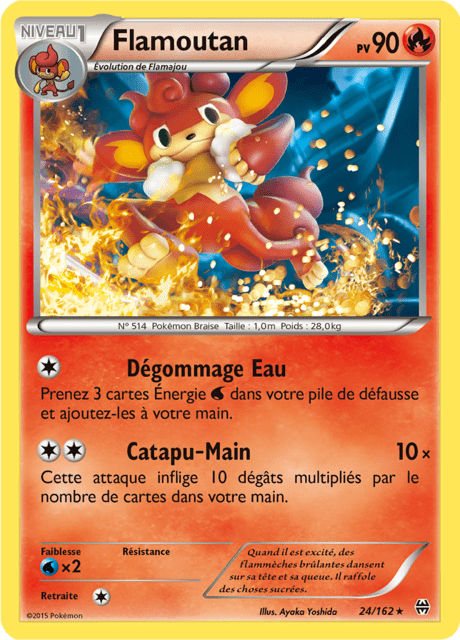 NIVEAU 1
Flamoutan
PV 90
Évolution de Flamajou
N° 514 Pokémon Braise Taille : 1,0m Poids : 28,0kg
Dégommage Eau
Prenez 3 cartes Énergie dans votre pile de défausse
et ajoutez-les à votre main.
Catapu-Main 10×
Cette attaque inflige 10 dégâts multipliés par le
nombre de cartes dans votre main.
Faiblesse Résistance
×2
Retraite
Quand il est excité, des
flammèches brûlantes dansent
sur sa tête et sa queue. Il raffole
des choses sucrées.
©2015 Pokémon
Illus. Ayaka Yoshida
24/162 ★